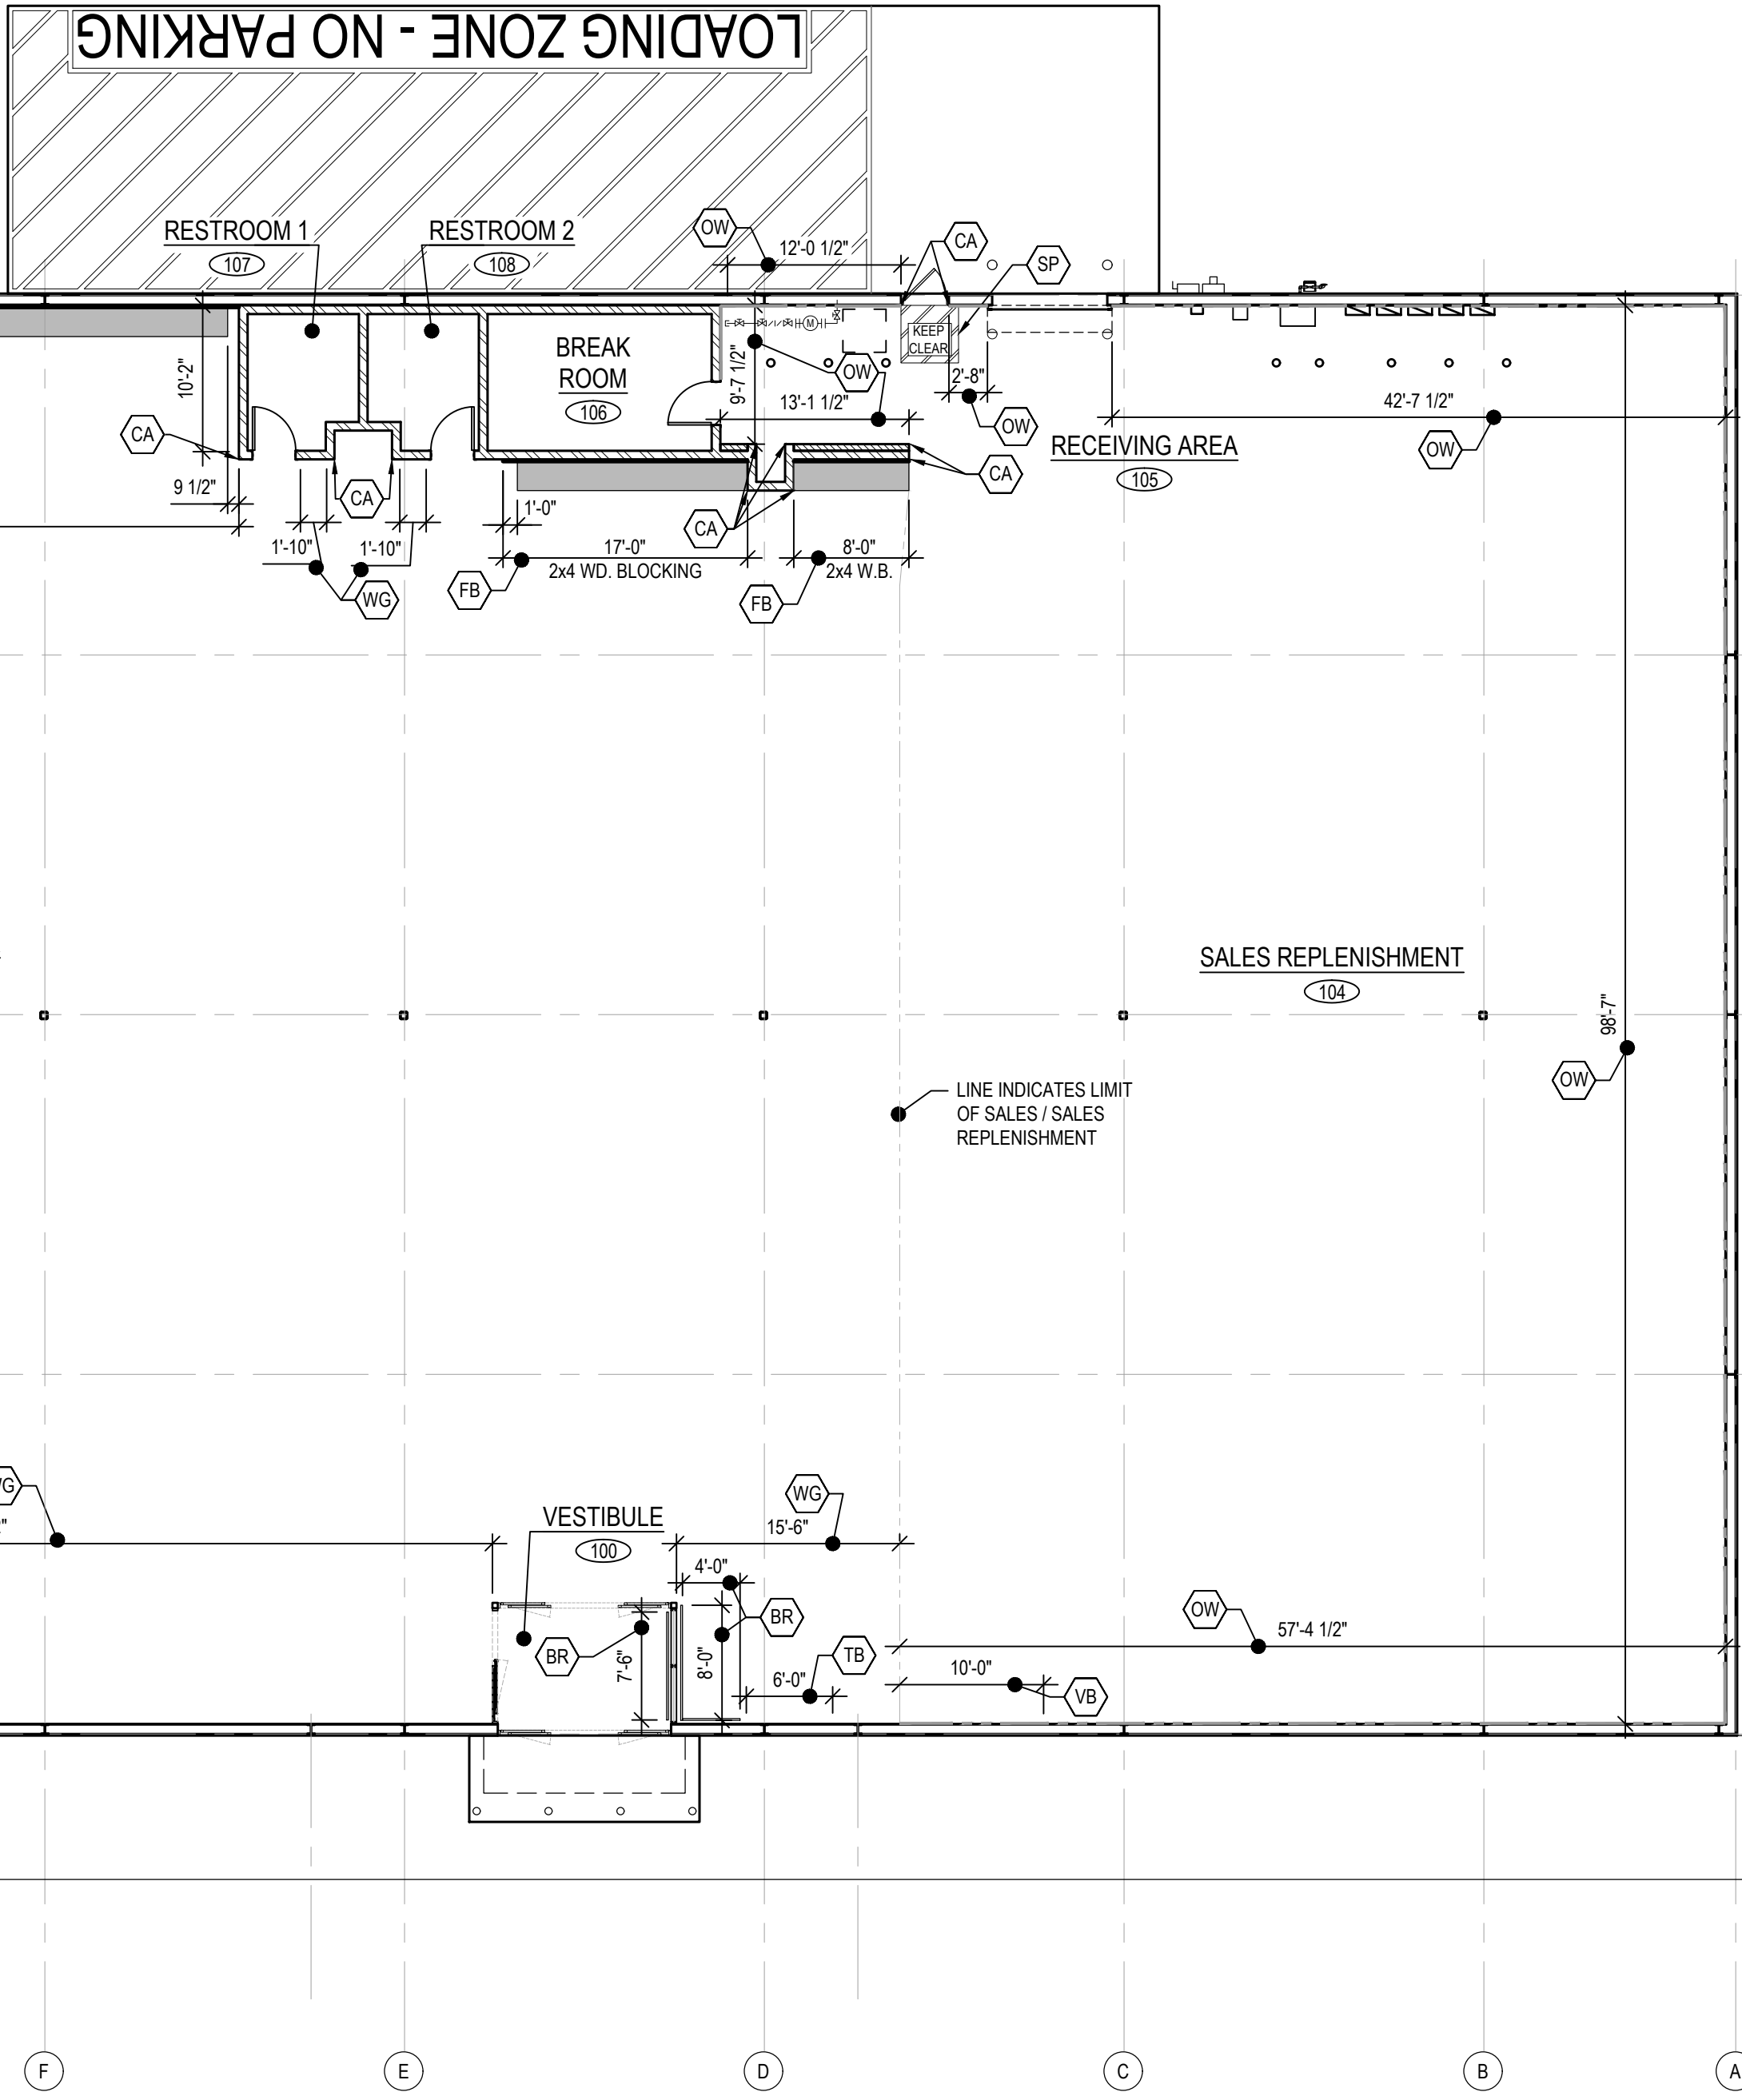 LOADING ZONE - NO PARKING
RESTROOM 1
107
RESTROOM 2
108
OW
12'-0 1/2"
CA
SP
BREAK
ROOM
106
M
KEEP
CLEAR
10'-2"
9'-7 1/2"
OW
2'-8"
13'-1 1/2"
42'-7 1/2"
CA
OW
OW
RECEIVING AREA
105
CA
9 1/2"
CA
1'-0"
CA
1'-10"
1'-10"
17'-0"
2x4 WD. BLOCKING
8'-0"
2x4 W.B.
FB
WG
FB
SALES REPLENISHMENT
104
98'-7"
OW
LINE INDICATES LIMIT
OF SALES / SALES
REPLENISHMENT
WG
WG
VESTIBULE
100
15'-6"
4'-0"
BR
OW
57'-4 1/2"
BR
7'-6"
8'-0"
TB
6'-0"
10'-0"
VB
F
E
D
C
B
A